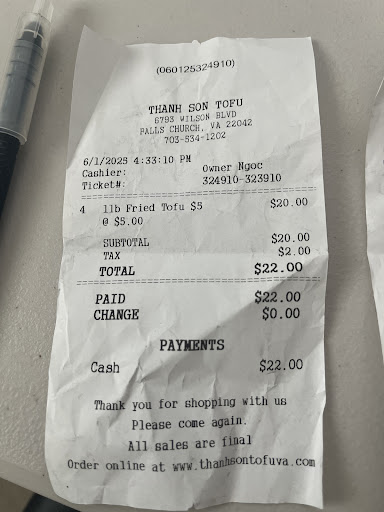 (060125324910)
THANH SON TOFU
6793 WILSON BLVD
FALLS CHURCH, VA 22042
703-534-1202
6/1/2025 4:33:10 PM
Cashier: Owner Ngoc
Ticket#: 324910-323910
4 1lb Fried Tofu $5 $20.00
@ $5.00
SUBTOTAL $20.00
TAX $2.00
TOTAL $22.00
PAID $22.00
CHANGE $0.00
PAYMENTS
Cash $22.00
Thank you for shopping with us
Please come again.
All sales are final
Order online at www.thanhsontofuva.com